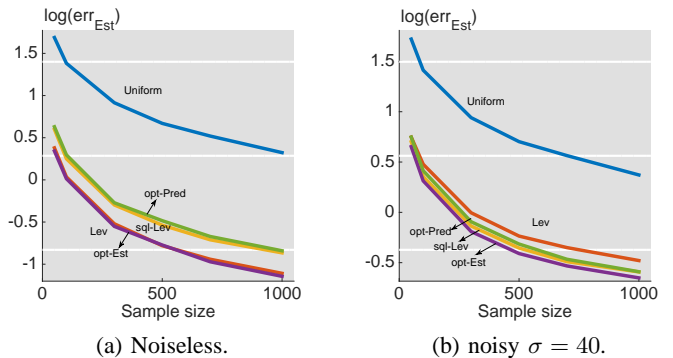 log(err_Est)
1.5
1
0.5
0
-0.5
-1
Uniform
opt-Pred
sql-Lev
Lev
opt-Est
0 500 1000
Sample size
(a) Noiseless.
log(err_Est)
1.5
1
0.5
0
-0.5
Uniform
Lev
opt-Pred
sql-Lev
opt-Est
0 500 1000
Sample size
(b) noisy σ = 40.